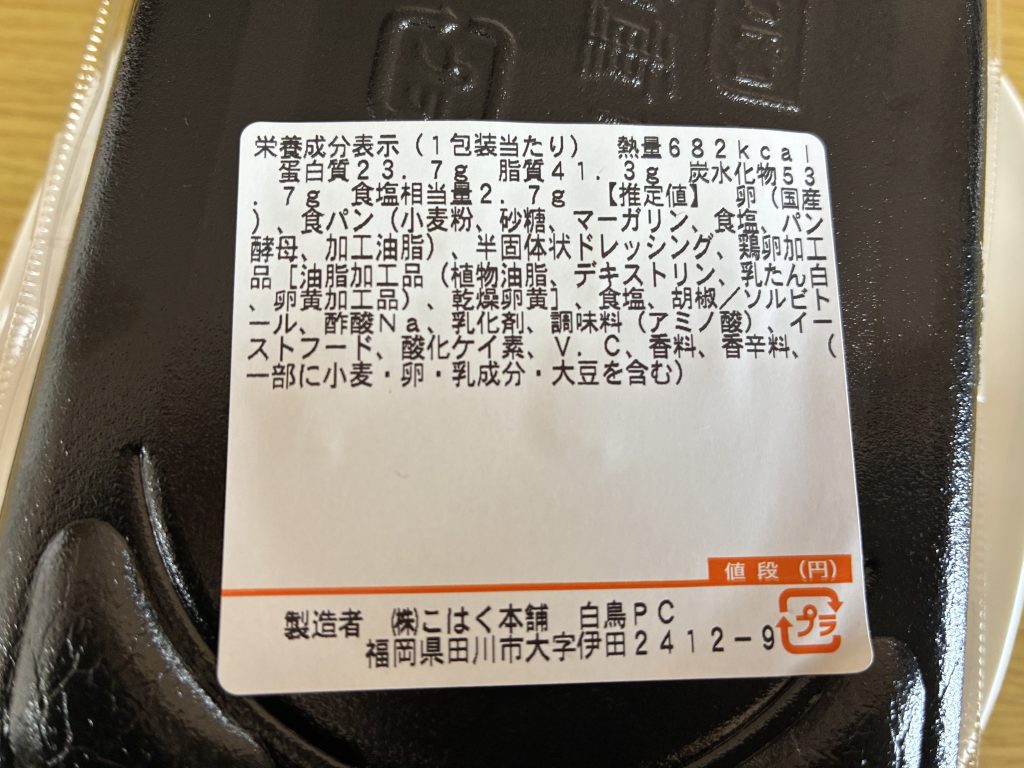 栄養成分表示（1包装当たり）　熱量682kcal
蛋白質23.7g　脂質41.3g　炭水化物53
.7g　食塩相当量2.7g　【推定値】　卵（国産
）、食パン（小麦粉、砂糖、マーガリン、食塩、パン
酵母、加工油脂）、半固体状ドレッシング、鶏卵加工
品［油脂加工品（植物油脂、デキストリン、乳たん白
、卵黄加工品）、乾燥卵黄］、食塩、胡椒／ソルビト
ール、酢酸Na、乳化剤、調味料（アミノ酸）、イー
ストフード、酸化ケイ素、V.C、香料、香辛料、（
一部に小麦・卵・乳成分・大豆を含む）
値段（円）
製造者　㈱こはく本舗　白鳥PC
福岡県田川市大字伊田2412－9
プラ